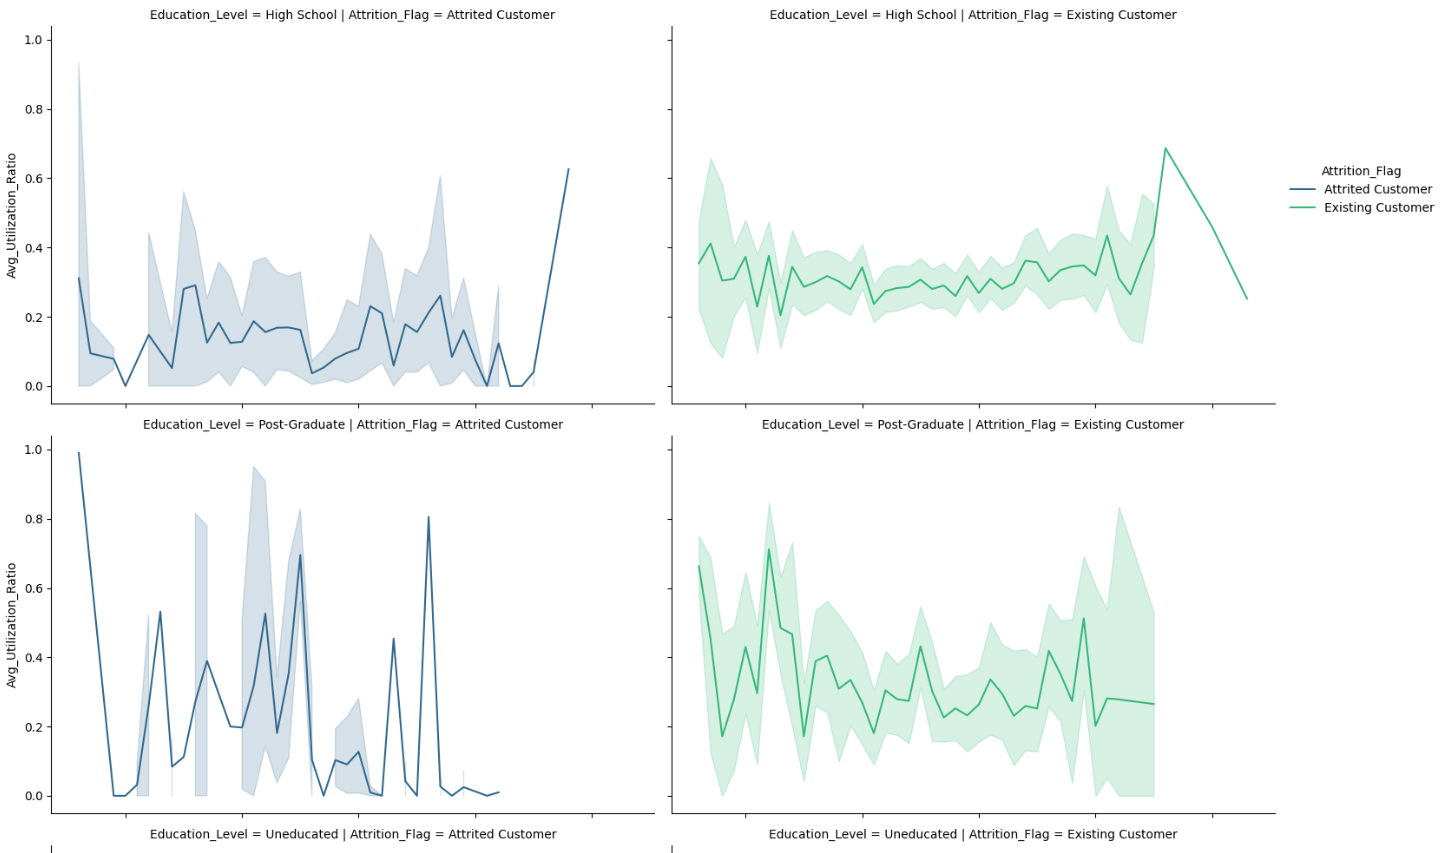 Education_Level = High School | Attrition_Flag = Attrited Customer
Education_Level = High School | Attrition_Flag = Existing Customer
1.0
0.8
0.6
0.4
0.2
0.0
Avg_Utilization_Ratio
Attrition_Flag
Attrited Customer
Existing Customer
Education_Level = Post-Graduate | Attrition_Flag = Attrited Customer
Education_Level = Post-Graduate | Attrition_Flag = Existing Customer
1.0
0.8
0.6
0.4
0.2
0.0
Avg_Utilization_Ratio
Education_Level = Uneducated | Attrition_Flag = Attrited Customer
Education_Level = Uneducated | Attrition_Flag = Existing Customer